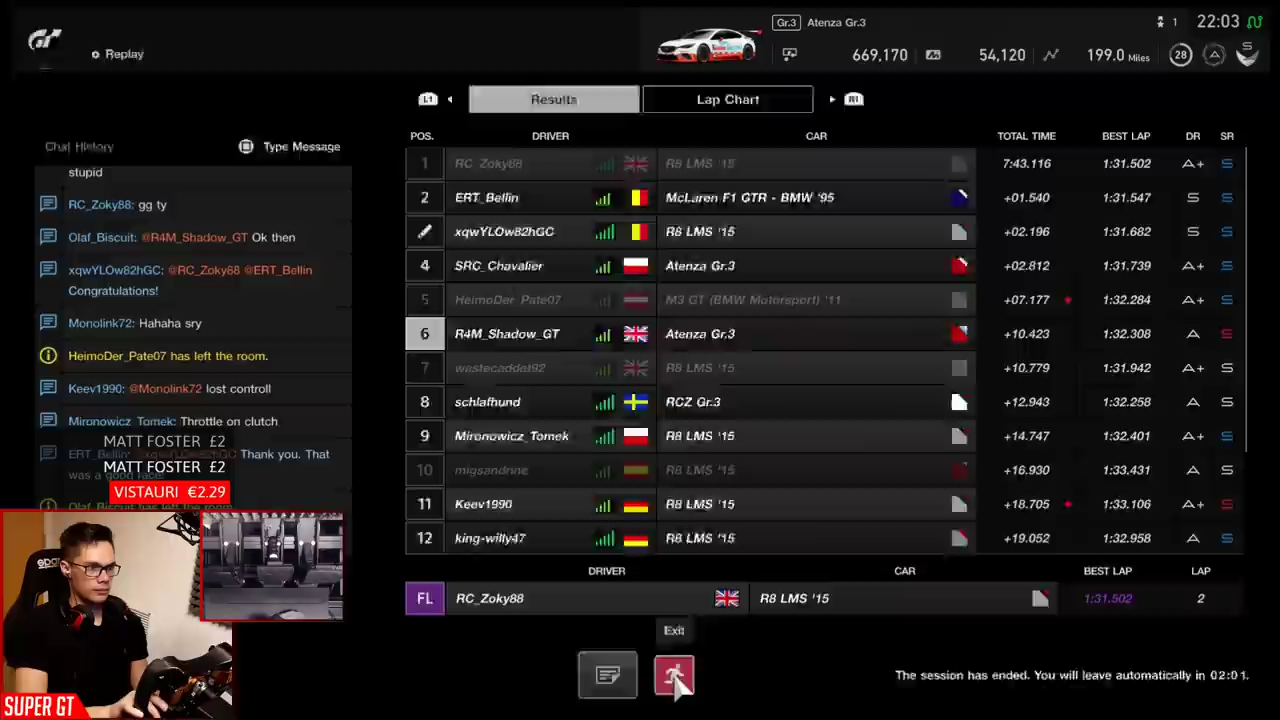 Gr.3 Atenza Gr.3
1 22:03
GT
Replay
669,170 54,120 199.0 Miles 28 A S
L1 Results Lap Chart R1
Chat History Type Message
POS. DRIVER CAR TOTAL TIME BEST LAP DR SR
stupid
RC_Zoky88: gg ty
Olaf_Biscuit: @R4M_Shadow_GT Ok then
xqwYLOw82hGC: @RC_Zoky88 @ERT_Bellin
Congratulations!
Monolink72: Hahaha sry
HeimoDer_Pate07 has left the room.
Keev1990: @Monolink72 lost controll
Mironowicz_Tomek: Throttle on clutch
MATT FOSTER £2
Thank you. That
MATT FOSTER £2
was a good race!
VISTAURI €2.29
Olaf_Biscuit has left the room.
1 RC_Zoky88 R8 LMS '15 7:43.116 1:31.502 A+ S
2 ERT_Bellin McLaren F1 GTR - BMW '95 +01.540 1:31.547 S S
xqwYLOw82hGC R8 LMS '15 +02.196 1:31.682 S S
4 SRC_Chavalier Atenza Gr.3 +02.812 1:31.739 A+ S
5 HeimoDer_Pate07 M3 GT (BMW Motorsport) '11 +07.177 1:32.284 A+ S
6 R4M_Shadow_GT Atenza Gr.3 +10.423 1:32.308 A S
7 wastecaddat92 R8 LMS '15 +10.779 1:31.942 A+ S
8 schlafhund RCZ Gr.3 +12.943 1:32.258 A S
9 Mironowicz_Tomek R8 LMS '15 +14.747 1:32.401 A+ S
10 migsandnne R8 LMS '15 +16.930 1:33.431 A S
11 Keev1990 R8 LMS '15 +18.705 1:33.106 A+ S
12 king-willy47 R8 LMS '15 +19.052 1:32.958 A S
DRIVER CAR BEST LAP LAP
FL RC_Zoky88 R8 LMS '15 1:31.502 2
Exit
The session has ended. You will leave automatically in 02:01.
SUPER GT